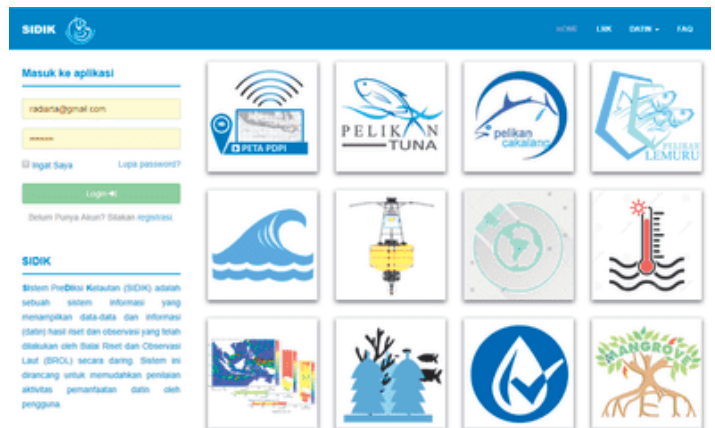 SIDIK
HOME LRIK DATIN FAQ
Masuk ke aplikasi
radiarta@gmail.com
Ingat Saya Lupa password?
Login
Belum Punya Akun? Silakan registrasi
SIDIK
SIstem PreDIksi Kelautan (SIDIK) adalah
sebuah sistem informasi yang
menampilkan data-data dan informasi
(datin) hasil riset dan observasi yang telah
dilakukan oleh Balai Riset dan Observasi
Laut (BROL) secara daring. Sistem ini
dirancang untuk memudahkan penilaian
aktivitas pemanfaatan datin oleh
pengguna.
PETA PDPI
PELIKAN
TUNA
pelikan
cakalang
PELIKAN
LEMURU
MANGROVE